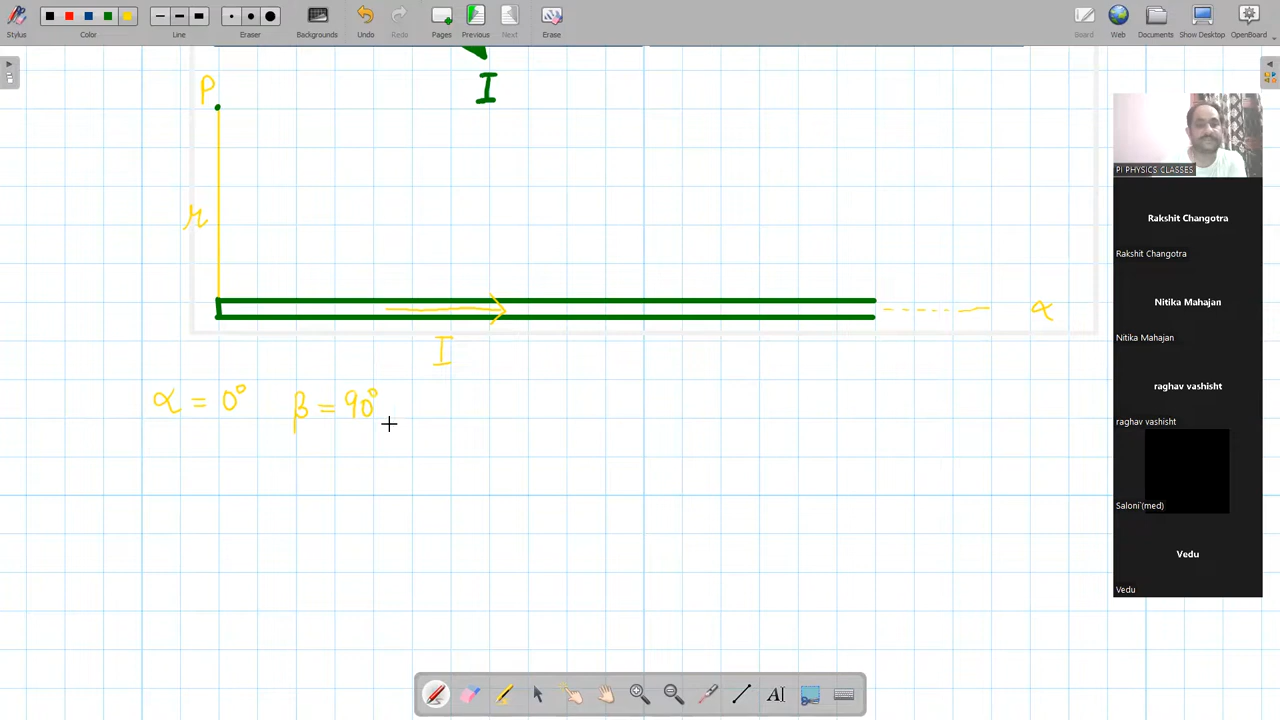 Stylus
Color
Line
Eraser
Backgrounds
Undo
Redo
Pages
Previous
Next
Erase
Board
Web
Documents
Show Desktop
OpenBoard
I
P
r
I
α
α = 0° β = 90°
PI PHYSICS CLASSES
Rakshit Changotra
Rakshit Changotra
Nitika Mahajan
Nitika Mahajan
raghav vashisht
raghav vashisht
Saloni`(med)
Vedu
Vedu